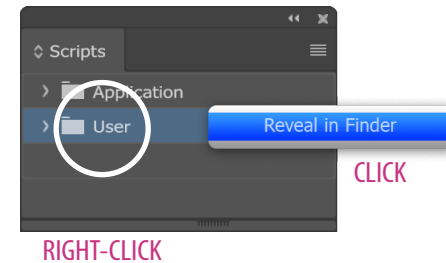 Scripts
Application
User
Reveal in Finder
CLICK
RIGHT-CLICK